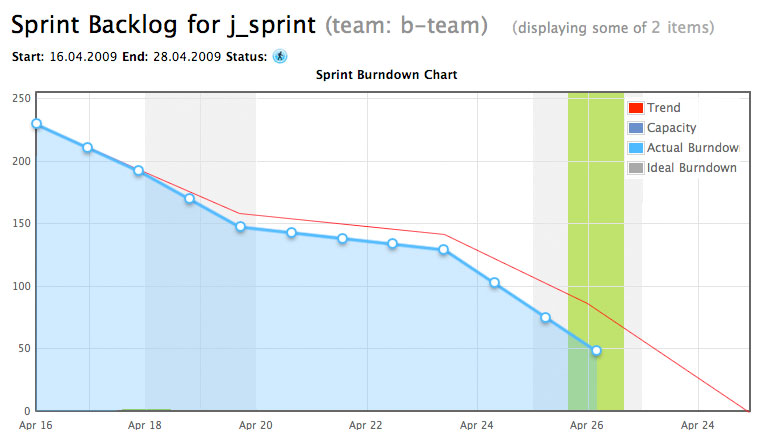 Sprint Backlog for j_sprint (team: b-team) (displaying some of 2 items)
Start: 16.04.2009 End: 28.04.2009 Status:
Sprint Burndown Chart
250
200
150
100
50
0
Trend
Capacity
Actual Burndow
Ideal Burndown
Apr 16 Apr 18 Apr 20 Apr 22 Apr 24 Apr 26 Apr 24